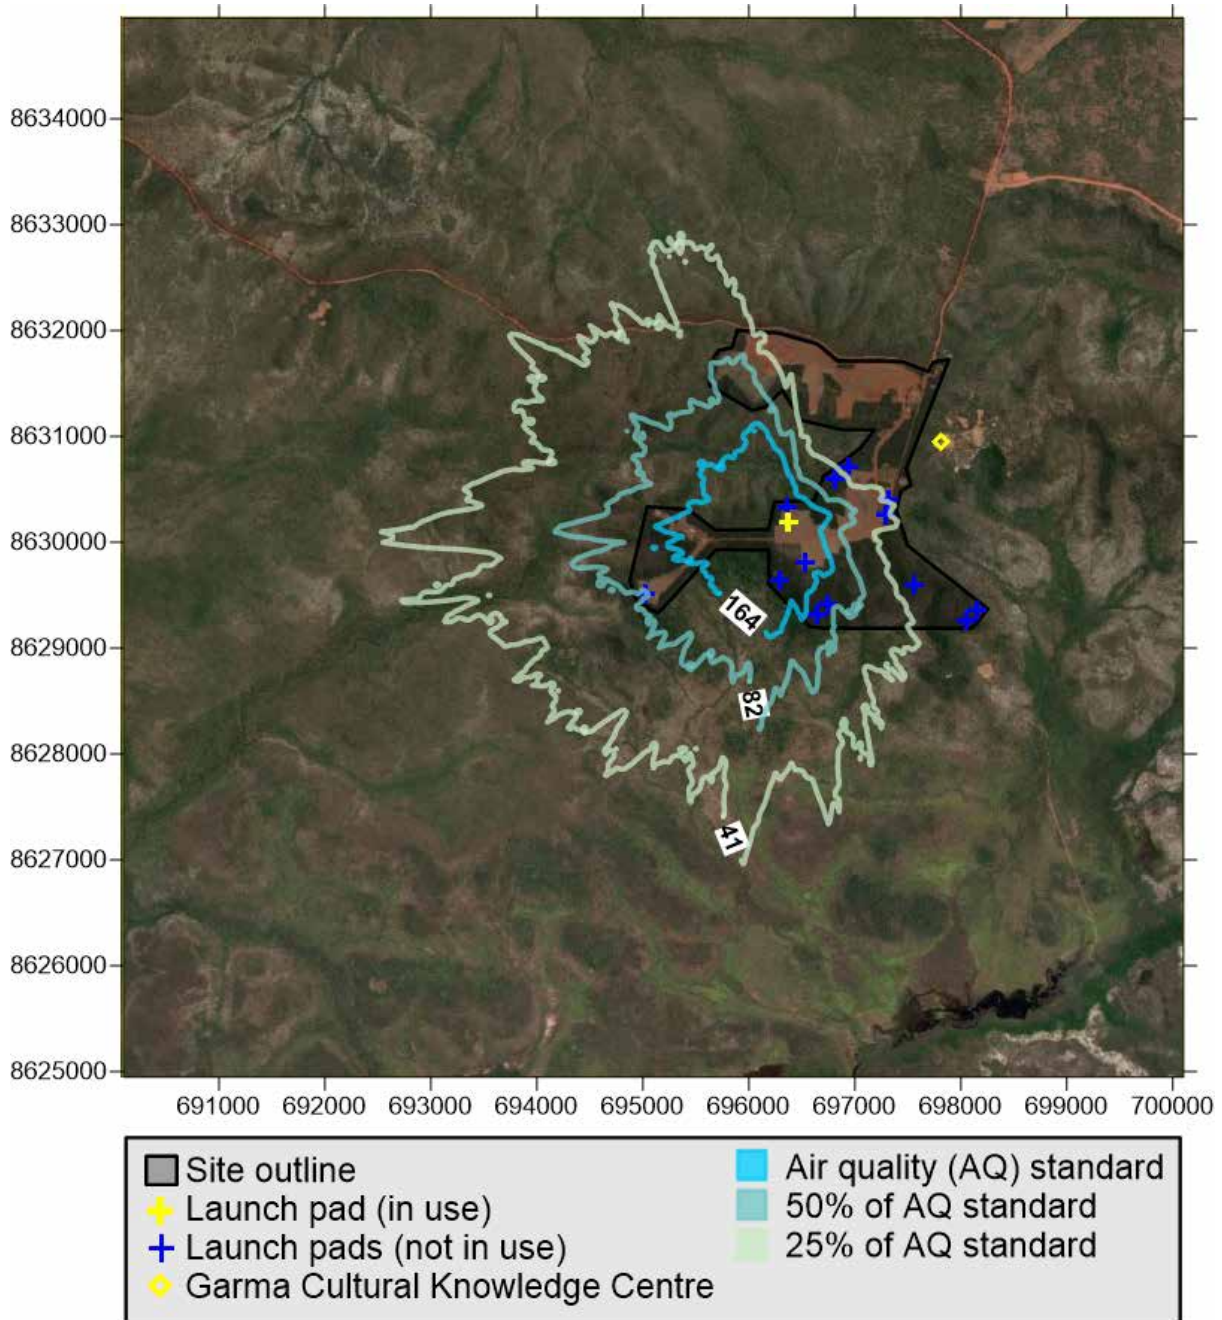 8634000
8633000
8632000
8631000
8630000
8629000
8628000
8627000
8626000
8625000
164
82
41
691000 692000 693000 694000 695000 696000 697000 698000 699000 700000
Site outline
Launch pad (in use)
Launch pads (not in use)
Garma Cultural Knowledge Centre
Air quality (AQ) standard
50% of AQ standard
25% of AQ standard